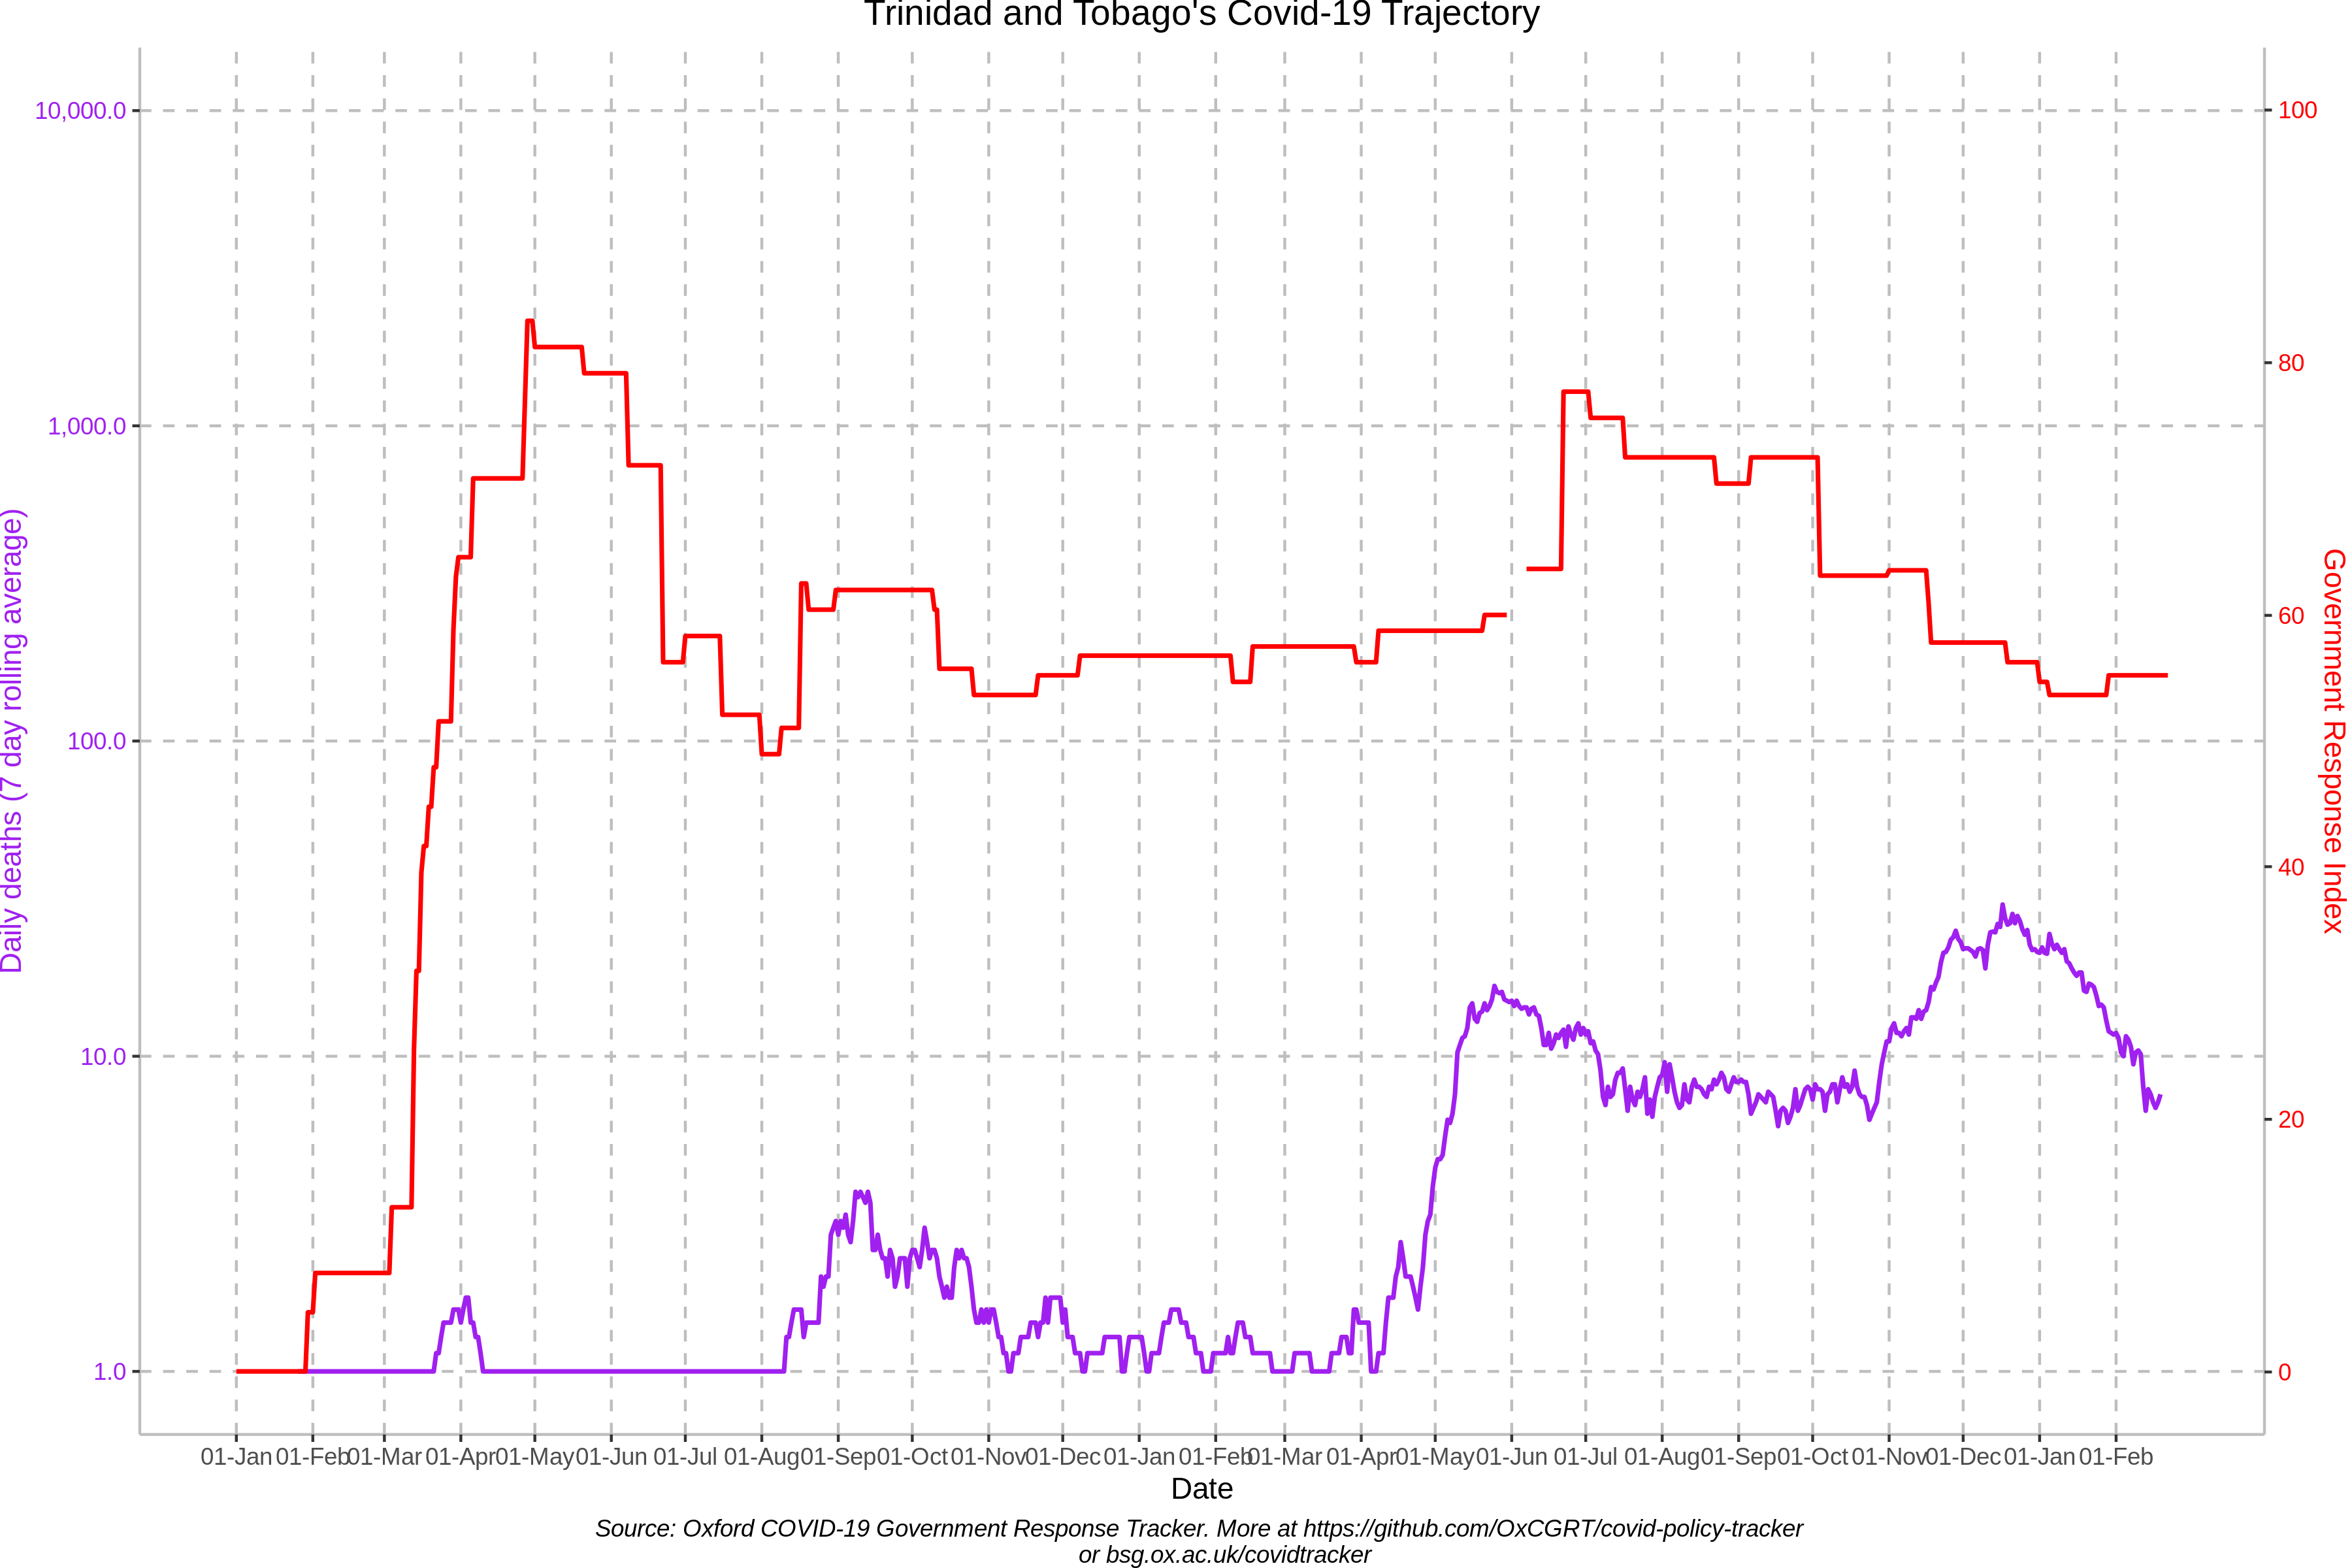 Trinidad and Tobago's Covid-19 Trajectory
10,000.0
1,000.0
100.0
10.0
1.0
Daily deaths (7 day rolling average)
100
80
60
40
20
0
Government Response Index
01-Jan 01-Feb 01-Mar 01-Apr 01-May 01-Jun 01-Jul 01-Aug 01-Sep 01-Oct 01-Nov 01-Dec 01-Jan 01-Feb 01-Mar 01-Apr 01-May 01-Jun 01-Jul 01-Aug 01-Sep 01-Oct 01-Nov 01-Dec 01-Jan 01-Feb
Date
Source: Oxford COVID-19 Government Response Tracker. More at https://github.com/OxCGRT/covid-policy-tracker
or bsg.ox.ac.uk/covidtracker